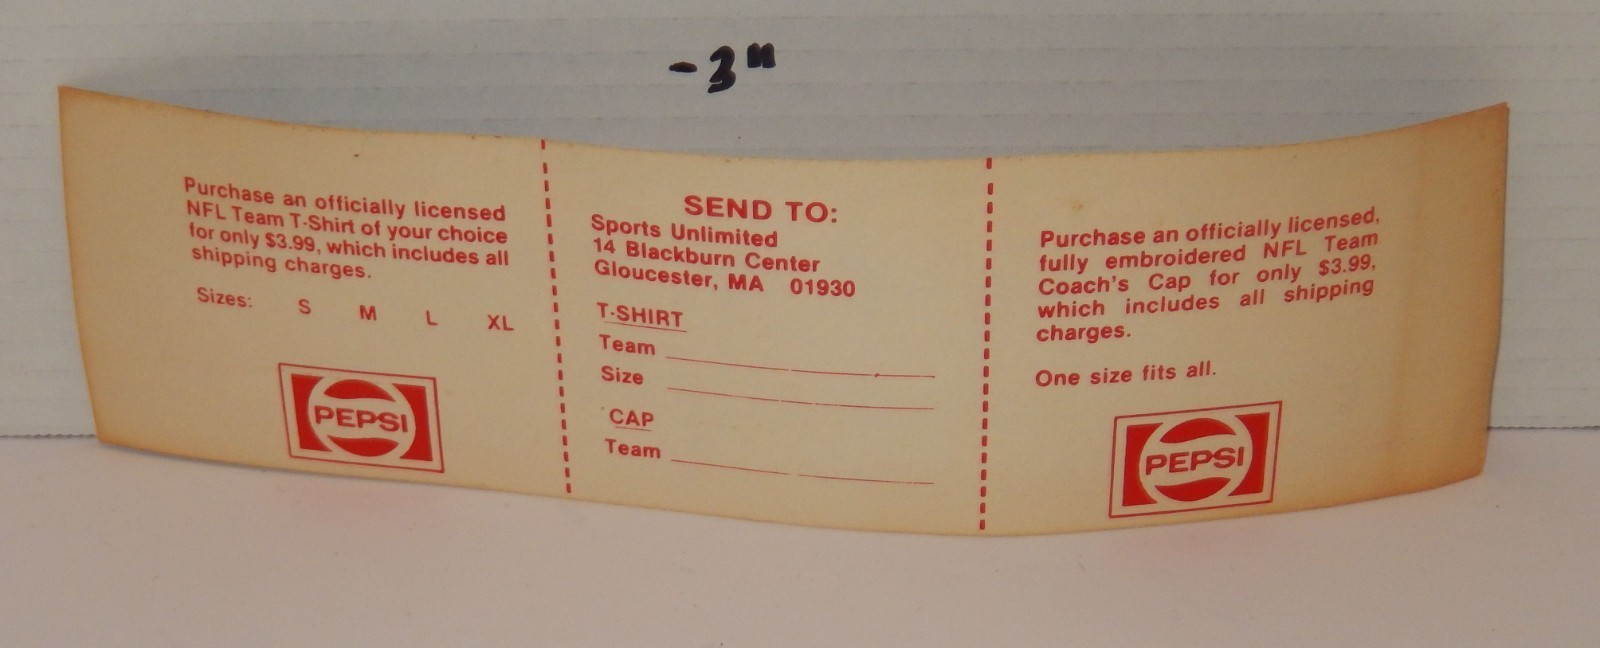 -3"
Purchase an officially licensed
NFL Team T-Shirt of your choice
for only $3.99, which includes all
shipping charges.
Sizes: S M L XL
PEPSI
SEND TO:
Sports Unlimited
14 Blackburn Center
Gloucester, MA 01930
T-SHIRT
Team
Size
CAP
Team
Purchase an officially licensed,
fully embroidered NFL Team
Coach's Cap for only $3.99,
which includes all shipping
charges.
One size fits all.
PEPSI